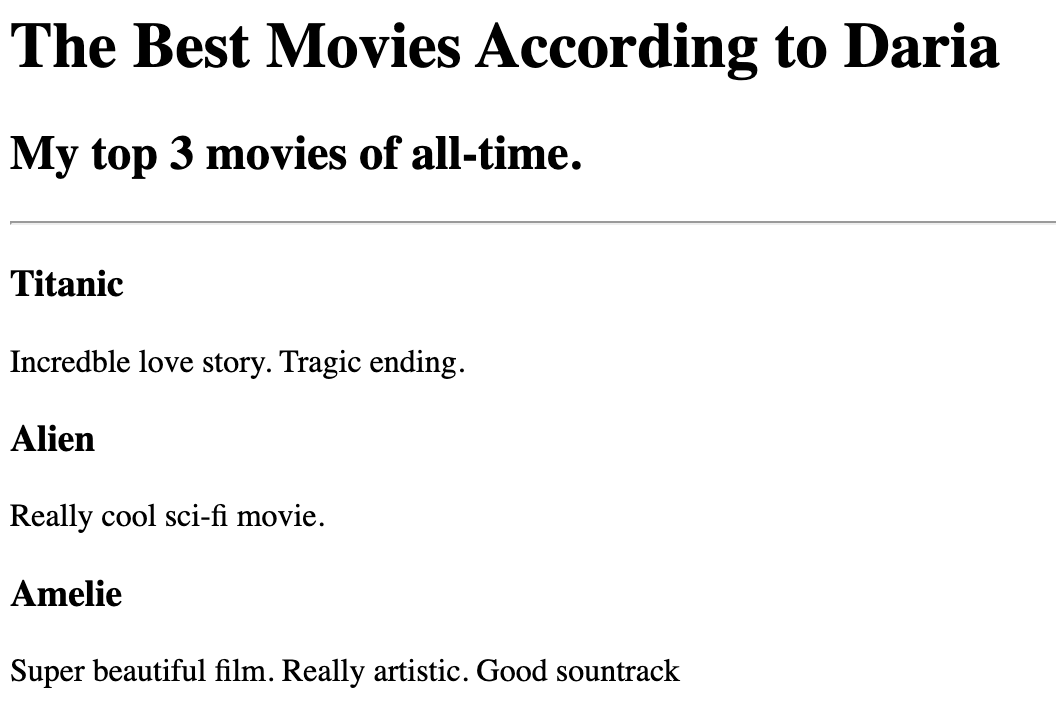 The Best Movies According to Daria
My top 3 movies of all-time.
Titanic
Incredble love story. Tragic ending.
Alien
Really cool sci-fi movie.
Amelie
Super beautiful film. Really artistic. Good sountrack